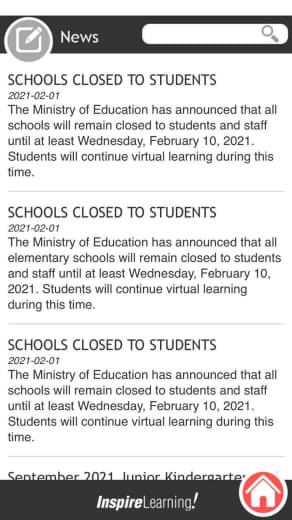 News
SCHOOLS CLOSED TO STUDENTS
2021-02-01
The Ministry of Education has announced that all
schools will remain closed to students and staff
until at least Wednesday, February 10, 2021.
Students will continue virtual learning during this
time.
SCHOOLS CLOSED TO STUDENTS
2021-02-01
The Ministry of Education has announced that all
elementary schools will remain closed to students
and staff until at least Wednesday, February 10,
2021. Students will continue virtual learning
during this time.
SCHOOLS CLOSED TO STUDENTS
2021-02-01
The Ministry of Education has announced that all
schools will remain closed to students and staff
until at least Wednesday, February 10, 2021.
Students will continue virtual learning during this
time.
September 2021 Junior
InspireLearning!